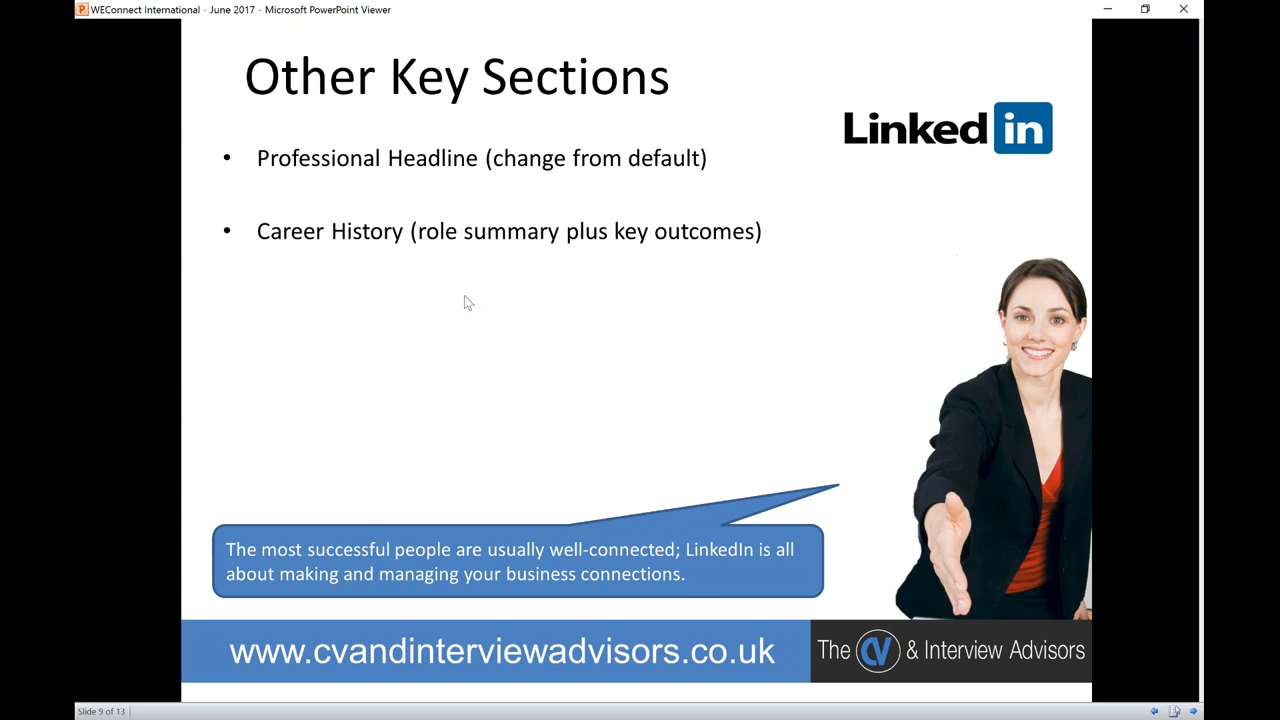 WEConnect International - June 2017 - Microsoft PowerPoint Viewer
Other Key Sections
Linked in
• Professional Headline (change from default)
• Career History (role summary plus key outcomes)
The most successful people are usually well-connected; LinkedIn is all
about making and managing your business connections.
www.cvandinterviewadvisors.co.uk
The CV & Interview Advisors
Slide 9 of 13